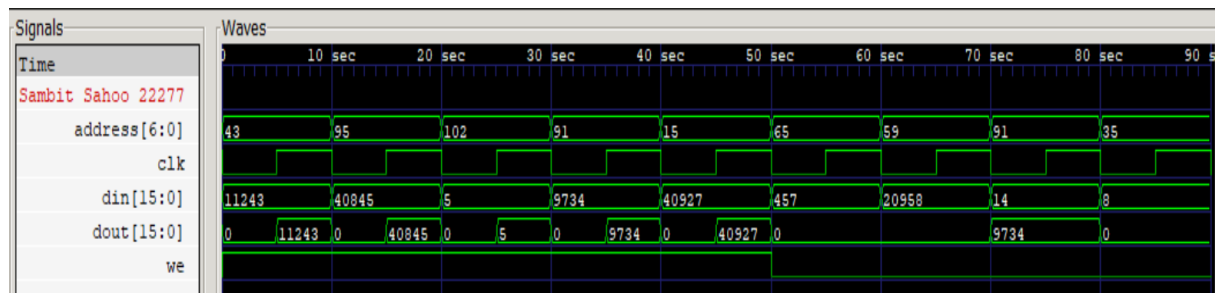 Signals Waves
Time 0 10 sec 20 sec 30 sec 40 sec 50 sec 60 sec 70 sec 80 sec 90 s
Sambit Sahoo 22277
address[6:0] 43 95 102 91 15 65 59 91 35
clk
din[15:0] 11243 40845 5 9734 40927 457 20958 14 8
dout[15:0] 0 11243 0 40845 0 5 0 9734 0 40927 0 9734 0
we